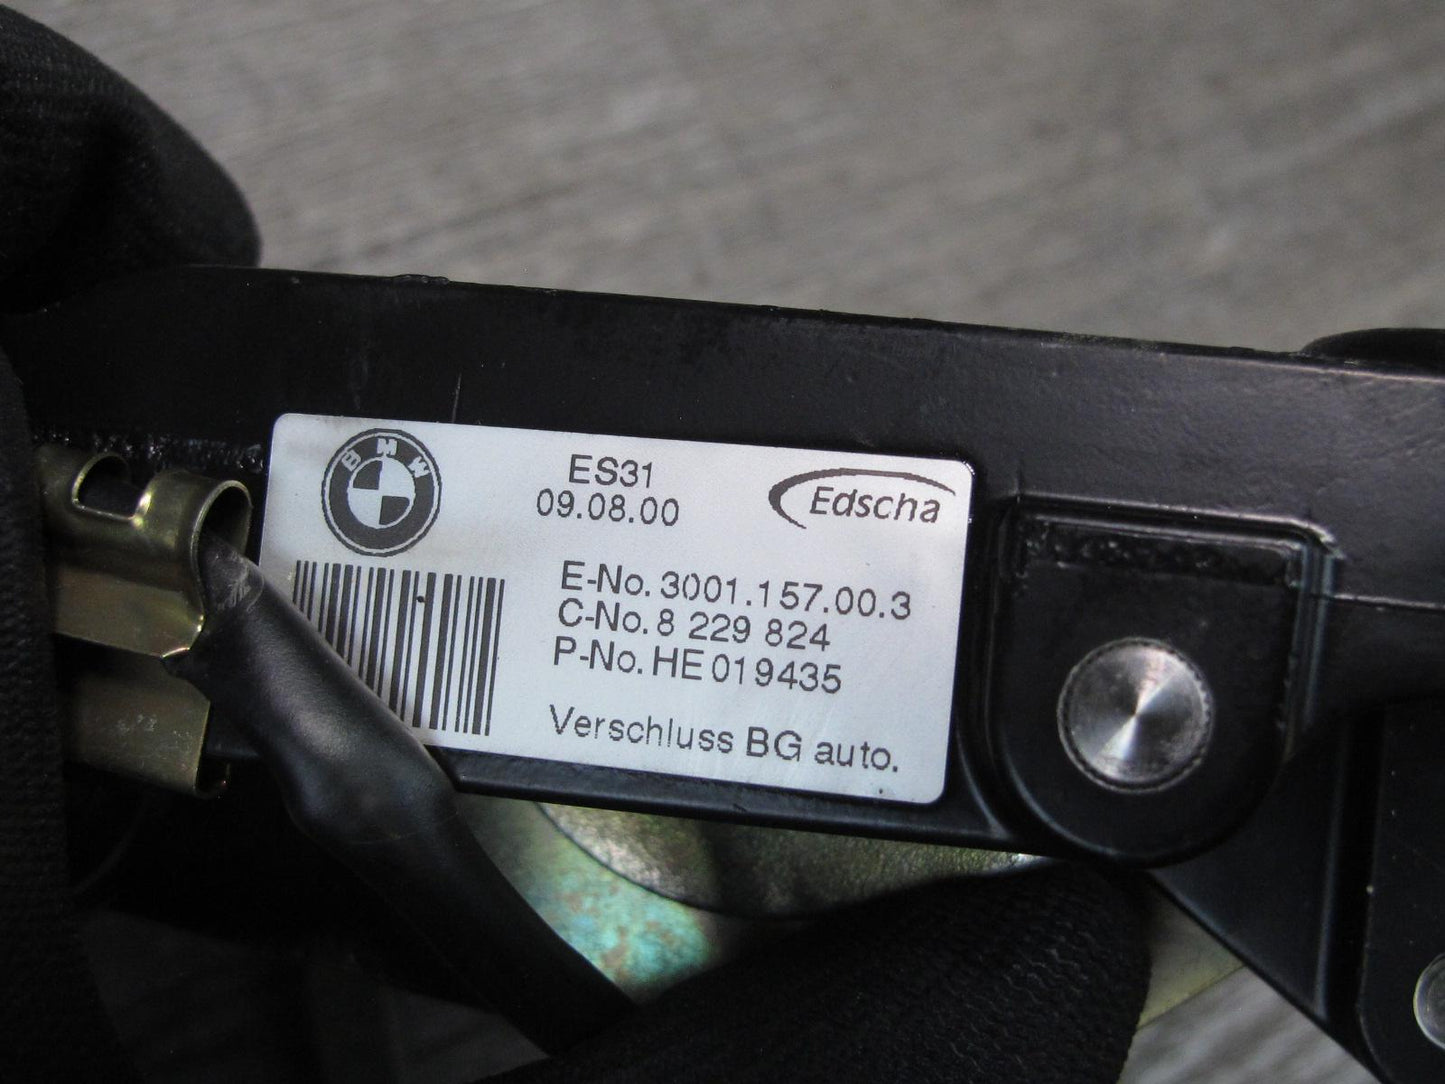 BMW
ES31
09.08.00
Edscha
E-No. 3001.157.00.3
C-No. 8 229 824
P-No. HE 019435
Verschluss BG auto.